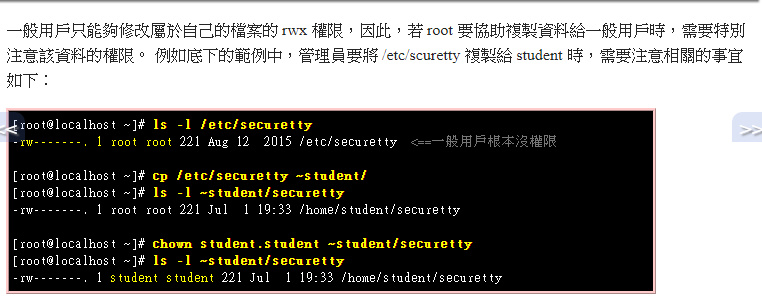 一般用戶只能夠修改屬於自己的檔案的 rwx 權限，因此，若 root 要協助複製資料給一般用戶時，需要特別
注意該資料的權限。 例如底下的範例中，管理員要將 /etc/scuretty 複製給 student 時，需要注意相關的事宜
如下：
[root@localhost ~]# ls -l /etc/securetty
-rw-------. 1 root root 221 Aug 12  2015 /etc/securetty  <==一般用戶根本沒權限
[root@localhost ~]# cp /etc/securetty ~student/
[root@localhost ~]# ls -l ~student/securetty
-rw-------. 1 root root 221 Jul  1 19:33 /home/student/securetty
[root@localhost ~]# chown student.student ~student/securetty
[root@localhost ~]# ls -l ~student/securetty
-rw-------. 1 student student 221 Jul  1 19:33 /home/student/securetty
<<
>>